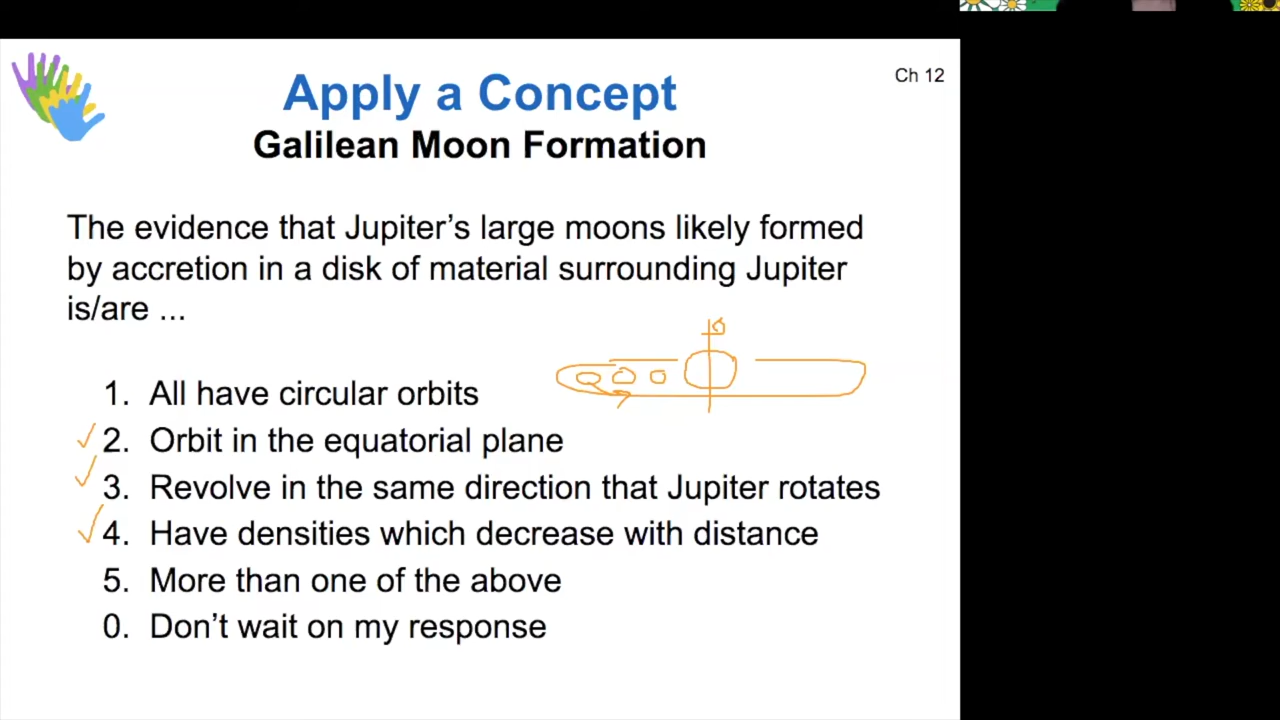 Ch 12
Apply a Concept
Galilean Moon Formation
The evidence that Jupiter's large moons likely formed
by accretion in a disk of material surrounding Jupiter
is/are ...
1. All have circular orbits
2. Orbit in the equatorial plane
3. Revolve in the same direction that Jupiter rotates
4. Have densities which decrease with distance
5. More than one of the above
0. Don't wait on my response